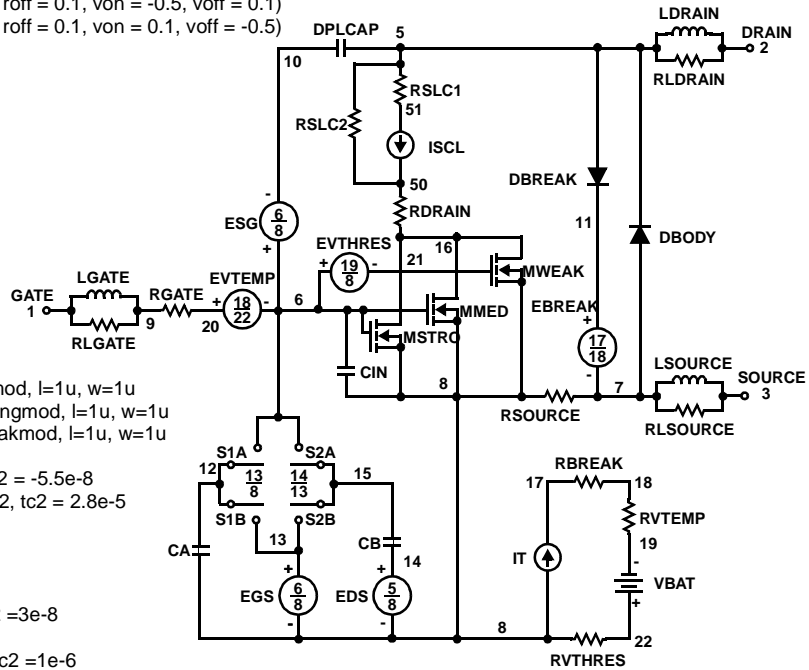 roff = 0.1, von = -0.5, voff = 0.1)
roff = 0.1, von = 0.1, voff = -0.5)
LDRAIN
DPLCAP
5
DRAIN
2
10
RLDRAIN
RSLC1
51
RSLC2
ISCL
50
DBREAK
-
RDRAIN
ESG
6
8
11
DBODY
+
EVTHRES
16
21
+
19
8
-
MWEAK
LGATE
EVTEMP
GATE
1
RGATE
+
18
22
-
6
MMED
EBREAK
+
9
20
RLGATE
MSTRO
17
18
-
LSOURCE
CIN
8
7
SOURCE
3
RSOURCE
RLSOURCE
mod, l=1u, w=1u
ngmod, l=1u, w=1u
akmod, l=1u, w=1u
2 = -5.5e-8
2, tc2 = 2.8e-5
S1A
S2A
12
13
8
14
13
15
S1B
S2B
RBREAK
17
18
RVTEMP
13
CA
CB
14
IT
19
-
VBAT
+
+
EGS
6
8
-
+
EDS
5
8
-
=3e-8
8
22
c2 =1e-6
RVTHRES